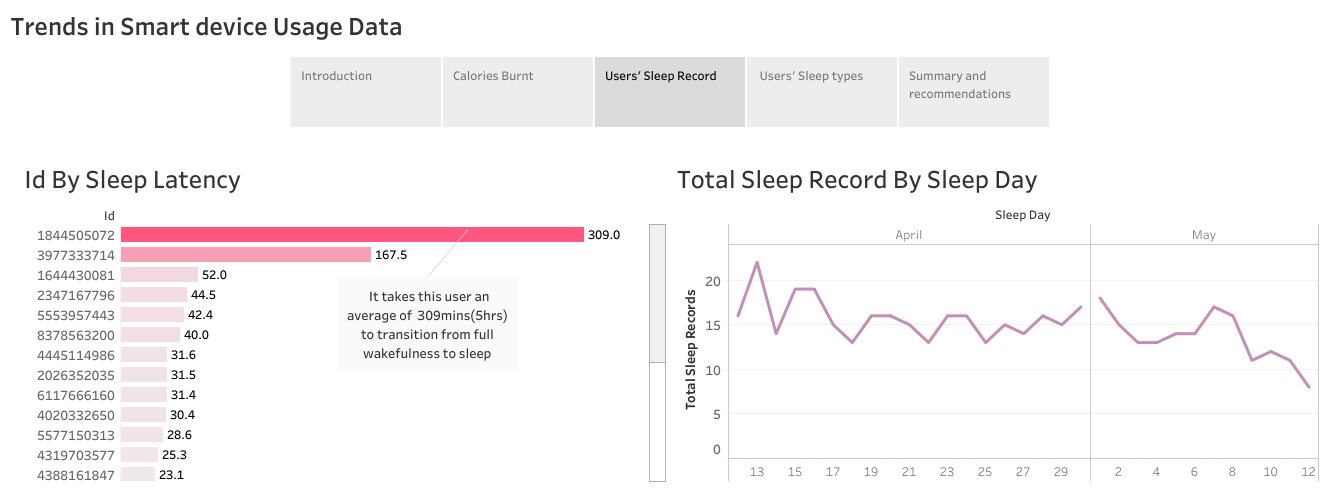 Trends in Smart device Usage Data
Introduction
Calories Burnt
Users’ Sleep Record
Users’ Sleep types
Summary and
recommendations
Id By Sleep Latency
Id
1844505072 309.0
3977333714 167.5
1644430081 52.0
2347167796 44.5
5553957443 42.4
8378563200 40.0
4445114986 31.6
2026352035 31.5
6117666160 31.4
4020332650 30.4
5577150313 28.6
4319703577 25.3
4388161847 23.1
It takes this user an
average of 309mins(5hrs)
to transition from full
wakefulness to sleep
Total Sleep Record By Sleep Day
Sleep Day
April May
Total Sleep Records
20
15
10
5
0
13 15 17 19 21 23 25 27 29 2 4 6 8 10 12